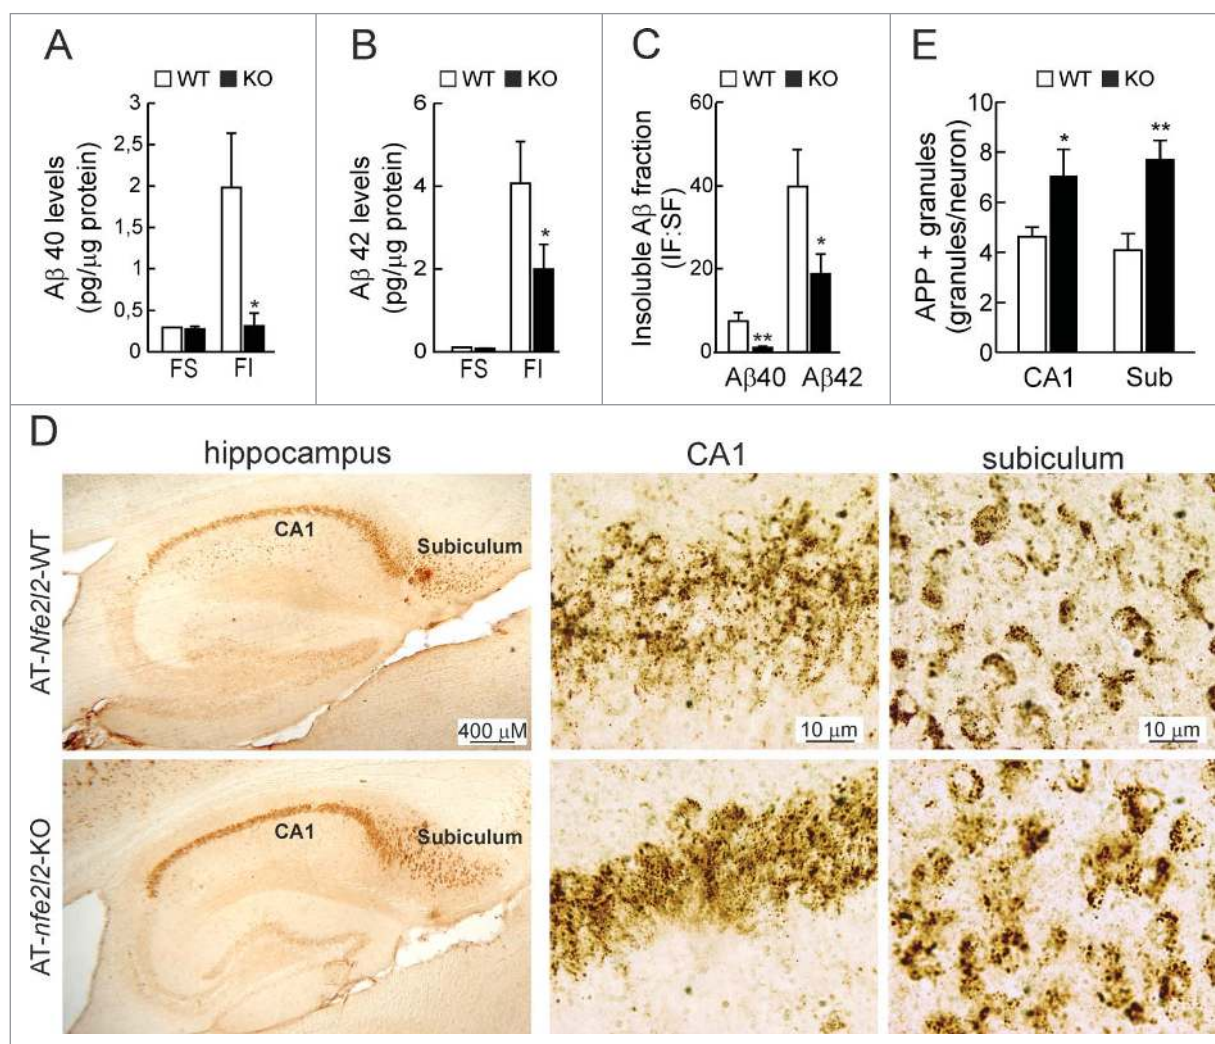 A
WT KO
Aβ 40 levels
(pg/μg protein)
3
2,5
2
1,5
1
0,5
0
*
FS FI
B
WT KO
Aβ 42 levels
(pg/μg protein)
6
4
2
0
*
FS FI
C
WT KO
Insoluble Aβ fraction
(IF:SF)
60
40
20
0
** *
Aβ40 Aβ42
E
WT KO
APP + granules
(granules/neuron)
10
8
6
4
2
0
* **
CA1 Sub
D
hippocampus CA1 subiculum
AT-Nfe2l2-WT
CA1
Subiculum
400 μM
10 μm
10 μm
AT-nfe2l2-KO
CA1
Subiculum